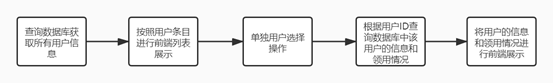 查询数据库获
取所有用户信
息
按照用户条目
进行前端列表
展示
单独用户选择
操作
根据用户ID查
询数据库中该
用户的信息和
领用情况
将用户的信息
和领用情况进
行前端展示